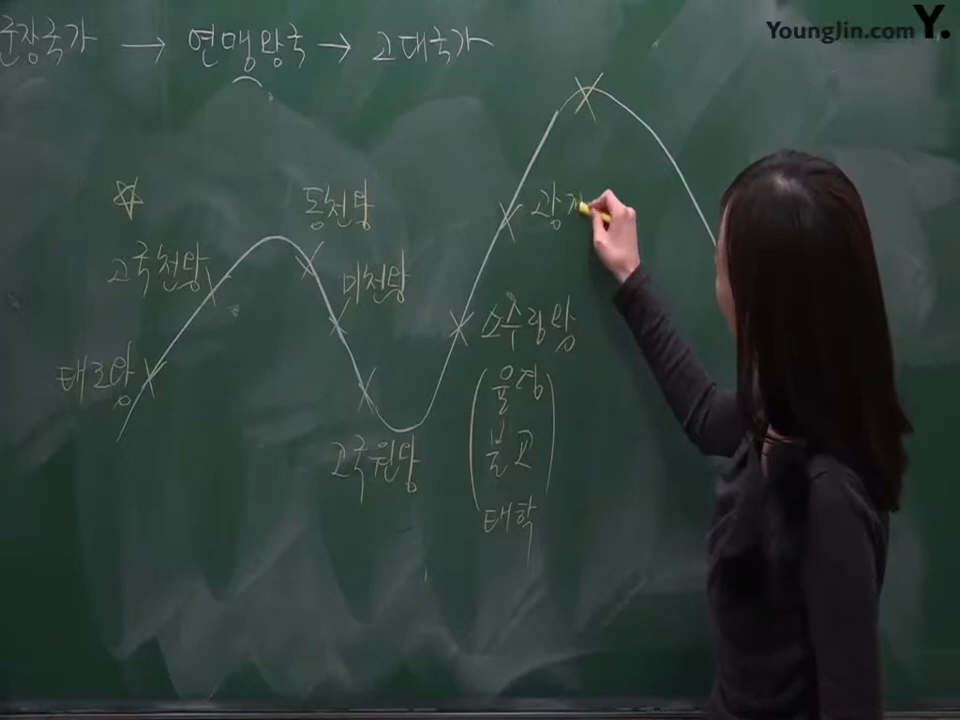 군장국가 → 연맹왕국 → 고대국가
YoungJin.com Y.
동천왕
고국천왕
미천왕
광개
태조왕
소수림왕
고국원왕
율령
불교
태학